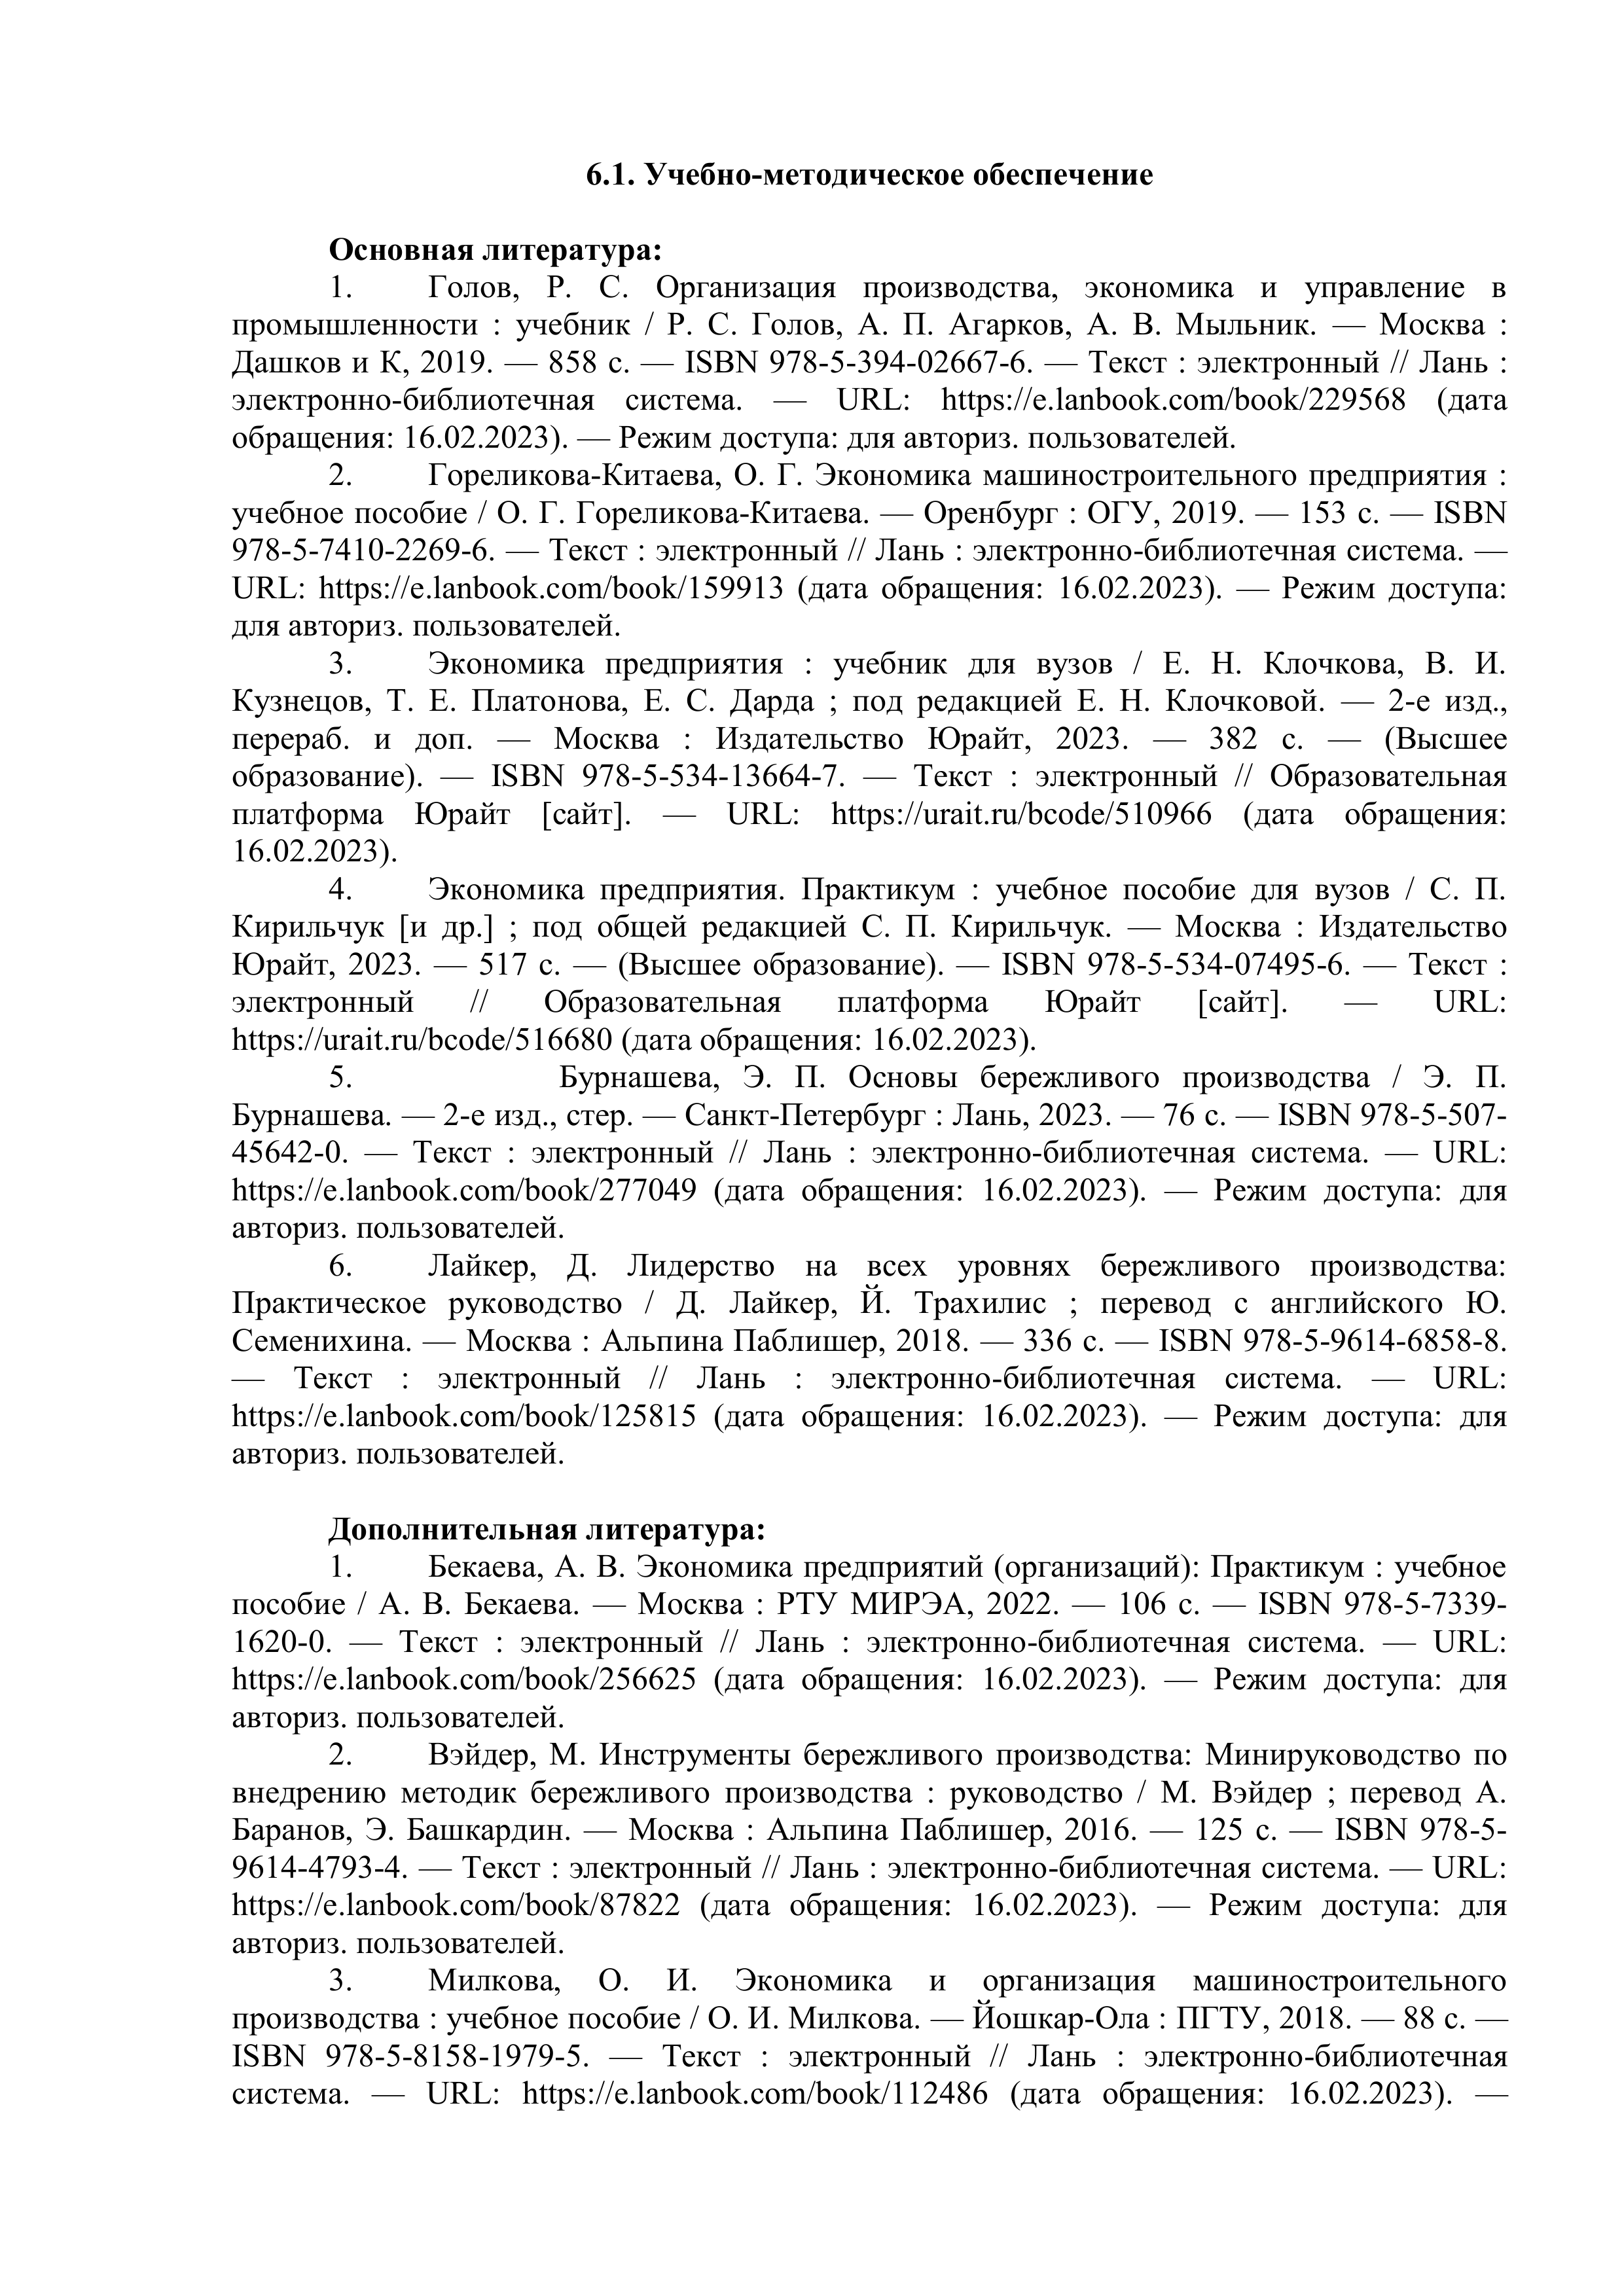 6.1. Учебно-методическое обеспечение
Основная литература:
1. Голов, Р. С. Организация производства, экономика и управление в
промышленности : учебник / Р. С. Голов, А. П. Агарков, А. В. Мыльник. — Москва :
Дашков и К, 2019. — 858 с. — ISBN 978-5-394-02667-6. — Текст : электронный // Лань :
электронно-библиотечная система. — URL: https://e.lanbook.com/book/229568 (дата
обращения: 16.02.2023). — Режим доступа: для авториз. пользователей.
2. Гореликова-Китаева, О. Г. Экономика машиностроительного предприятия :
учебное пособие / О. Г. Гореликова-Китаева. — Оренбург : ОГУ, 2019. — 153 с. — ISBN
978-5-7410-2269-6. — Текст : электронный // Лань : электронно-библиотечная система. —
URL: https://e.lanbook.com/book/159913 (дата обращения: 16.02.2023). — Режим доступа:
для авториз. пользователей.
3. Экономика предприятия : учебник для вузов / Е. Н. Клочкова, В. И.
Кузнецов, Т. Е. Платонова, Е. С. Дарда ; под редакцией Е. Н. Клочковой. — 2-е изд.,
перераб. и доп. — Москва : Издательство Юрайт, 2023. — 382 с. — (Высшее
образование). — ISBN 978-5-534-13664-7. — Текст : электронный // Образовательная
платформа Юрайт [сайт]. — URL: https://urait.ru/bcode/510966 (дата обращения:
16.02.2023).
4. Экономика предприятия. Практикум : учебное пособие для вузов / С. П.
Кирильчук [и др.] ; под общей редакцией С. П. Кирильчук. — Москва : Издательство
Юрайт, 2023. — 517 с. — (Высшее образование). — ISBN 978-5-534-07495-6. — Текст :
электронный // Образовательная платформа Юрайт [сайт]. — URL:
https://urait.ru/bcode/516680 (дата обращения: 16.02.2023).
5. Бурнашева, Э. П. Основы бережливого производства / Э. П.
Бурнашева. — 2-е изд., стер. — Санкт-Петербург : Лань, 2023. — 76 с. — ISBN 978-5-507-
45642-0. — Текст : электронный // Лань : электронно-библиотечная система. — URL:
https://e.lanbook.com/book/277049 (дата обращения: 16.02.2023). — Режим доступа: для
авториз. пользователей.
6. Лайкер, Д. Лидерство на всех уровнях бережливого производства:
Практическое руководство / Д. Лайкер, Й. Трахилис ; перевод с английского Ю.
Семенихина. — Москва : Альпина Паблишер, 2018. — 336 с. — ISBN 978-5-9614-6858-8.
— Текст : электронный // Лань : электронно-библиотечная система. — URL:
https://e.lanbook.com/book/125815 (дата обращения: 16.02.2023). — Режим доступа: для
авториз. пользователей.
Дополнительная литература:
1. Бекаева, А. В. Экономика предприятий (организаций): Практикум : учебное
пособие / А. В. Бекаева. — Москва : РТУ МИРЭА, 2022. — 106 с. — ISBN 978-5-7339-
1620-0. — Текст : электронный // Лань : электронно-библиотечная система. — URL:
https://e.lanbook.com/book/256625 (дата обращения: 16.02.2023). — Режим доступа: для
авториз. пользователей.
2. Вэйдер, М. Инструменты бережливого производства: Минируководство по
внедрению методик бережливого производства : руководство / М. Вэйдер ; перевод А.
Баранов, Э. Башкардин. — Москва : Альпина Паблишер, 2016. — 125 с. — ISBN 978-5-
9614-4793-4. — Текст : электронный // Лань : электронно-библиотечная система. — URL:
https://e.lanbook.com/book/87822 (дата обращения: 16.02.2023). — Режим доступа: для
авториз. пользователей.
3. Милкова, О. И. Экономика и организация машиностроительного
производства : учебное пособие / О. И. Милкова. — Йошкар-Ола : ПГТУ, 2018. — 88 с. —
ISBN 978-5-8158-1979-5. — Текст : электронный // Лань : электронно-библиотечная
система. — URL: https://e.lanbook.com/book/112486 (дата обращения: 16.02.2023). —